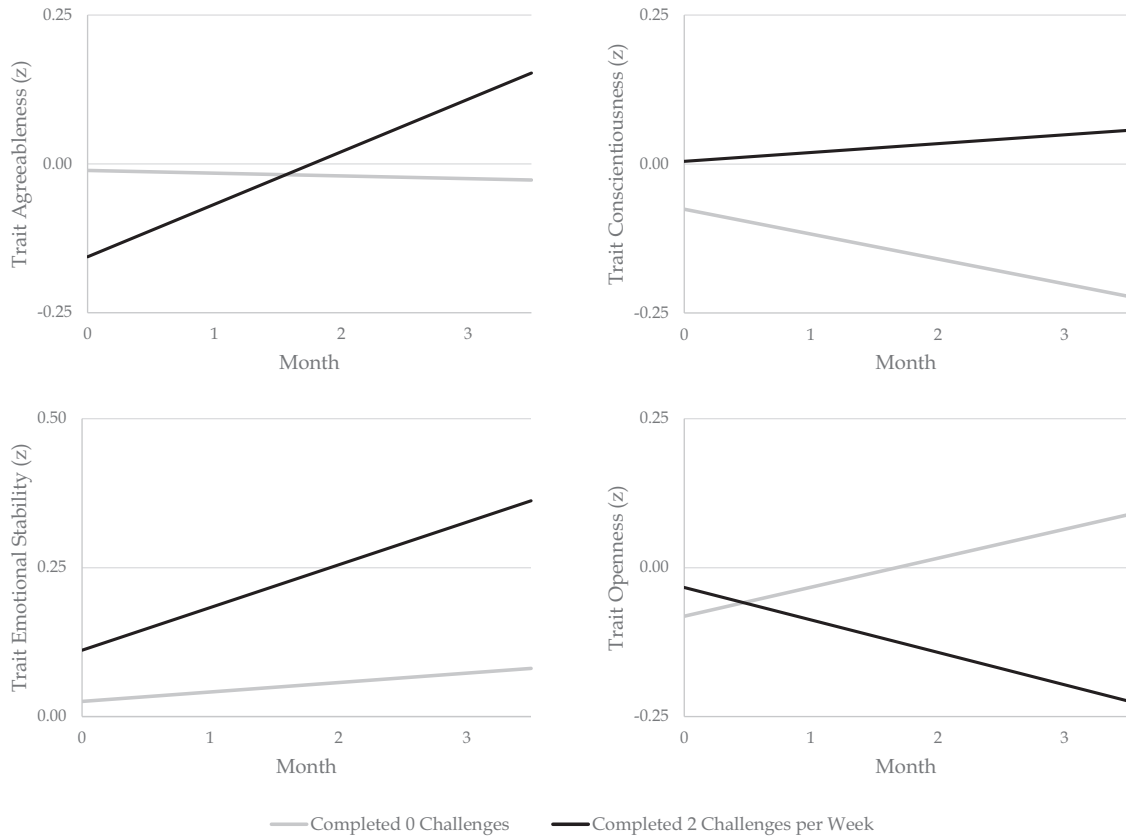 0.25
0.00
-0.25
Trait Agreeableness (z)
0 1 2 3
Month
0.25
0.00
-0.25
Trait Conscientiousness (z)
0 1 2 3
Month
0.50
0.25
0.00
Trait Emotional Stability (z)
0 1 2 3
Month
0.25
0.00
-0.25
Trait Openness (z)
0 1 2 3
Month
Completed 0 Challenges
Completed 2 Challenges per Week